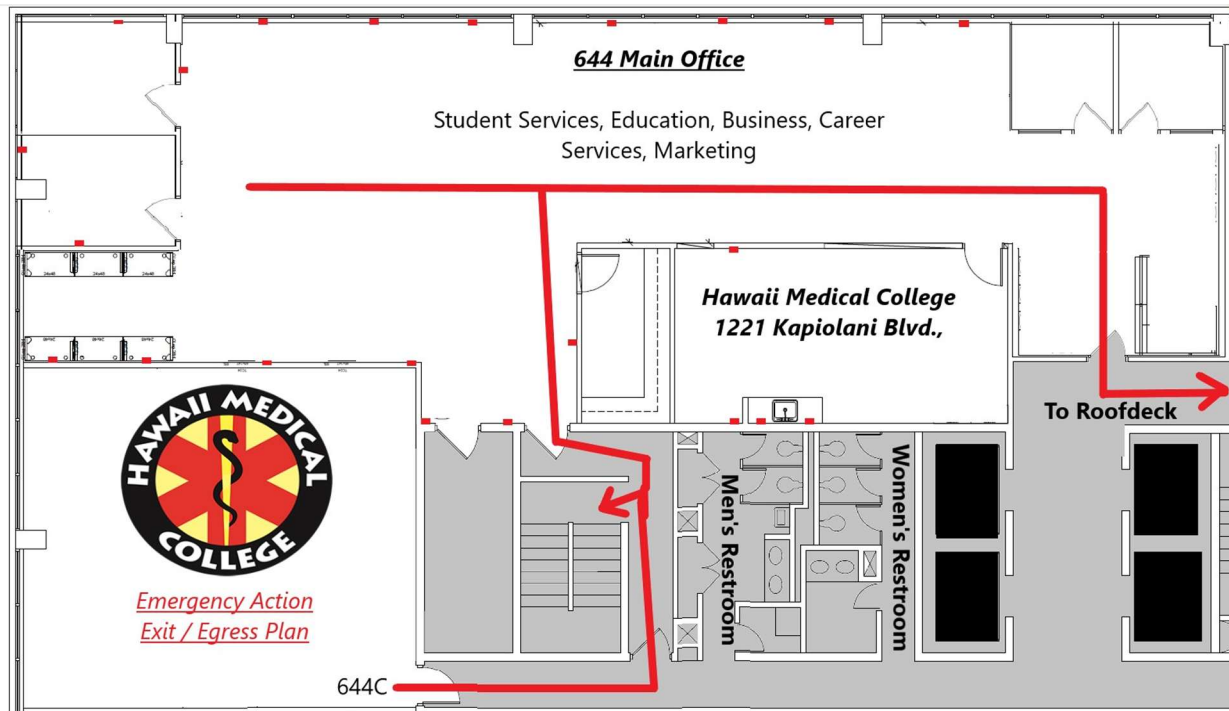 644 Main Office
Student Services, Education, Business, Career
Services, Marketing
Hawaii Medical College
1221 Kapiolani Blvd.,
To Roofdeck
HAWAII MEDICAL
COLLEGE
Emergency Action
Exit / Egress Plan
Men's Restroom
Women's Restroom
644C